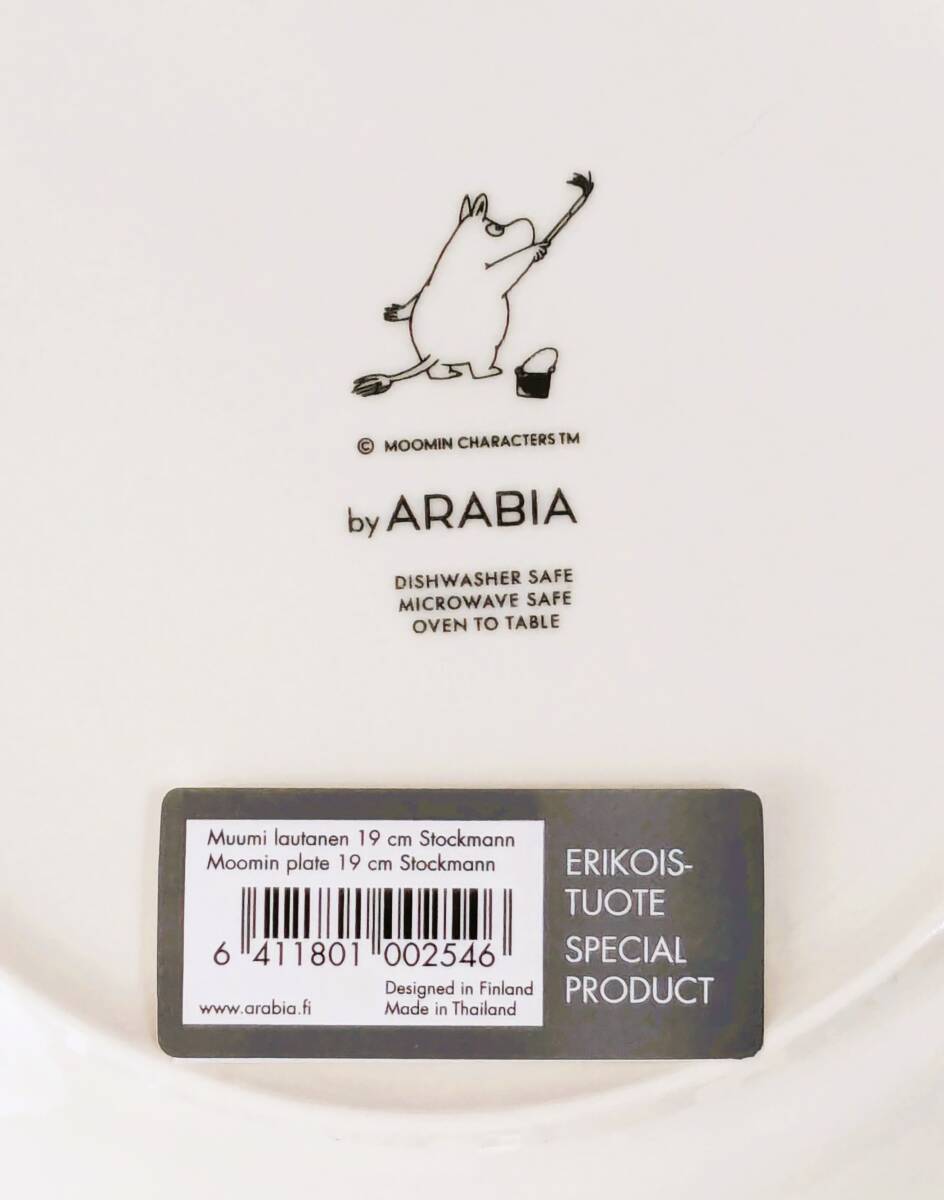 © MOOMIN CHARACTERS TM
by ARABIA
DISHWASHER SAFE
MICROWAVE SAFE
OVEN TO TABLE
Muumi lautanen 19 cm Stockmann
Moomin plate 19 cm Stockmann
6 411801 002546
www.arabia.fi
Designed in Finland
Made in Thailand
ERIKOIS-
TUOTE
SPECIAL
PRODUCT